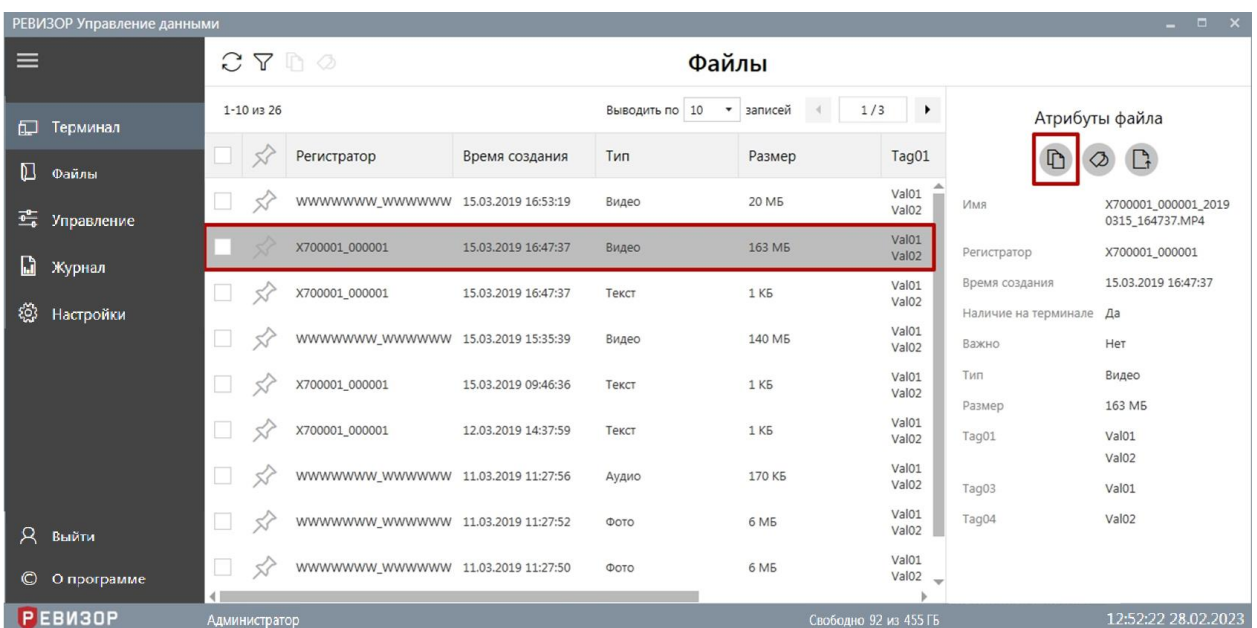 РЕВИЗОР Управление данными
Файлы
Терминал
Файлы
Управление
Журнал
Настройки
Выйти
О программе
1-10 из 26 Выводить по 10 записей 1/3
Регистратор Время создания Тип Размер Tag01
WWWWWWW_WWWWWW 15.03.2019 16:53:19 Видео 20 МБ Val01
Val02
X700001_000001 15.03.2019 16:47:37 Видео 163 МБ Val01
Val02
X700001_000001 15.03.2019 16:47:37 Текст 1 КБ Val01
Val02
WWWWWWW_WWWWWW 15.03.2019 15:35:39 Видео 140 МБ Val01
Val02
X700001_000001 15.03.2019 09:46:36 Текст 1 КБ Val01
Val02
X700001_000001 12.03.2019 14:37:59 Текст 1 КБ Val01
Val02
WWWWWWW_WWWWWW 11.03.2019 11:27:56 Аудио 170 КБ Val01
Val02
WWWWWWW_WWWWWW 11.03.2019 11:27:52 Фото 6 МБ Val01
Val02
WWWWWWW_WWWWWW 11.03.2019 11:27:50 Фото 6 МБ Val01
Val02
Атрибуты файла
Имя X700001_000001_2019
0315_164737.MP4
Регистратор X700001_000001
Время создания 15.03.2019 16:47:37
Наличие на терминале Да
Важно Нет
Тип Видео
Размер 163 МБ
Tag01 Val01
Val02
Tag03 Val01
Tag04 Val02
РЕВИЗОР Администратор Свободно 92 из 455 ГБ 12:52:22 28.02.2023